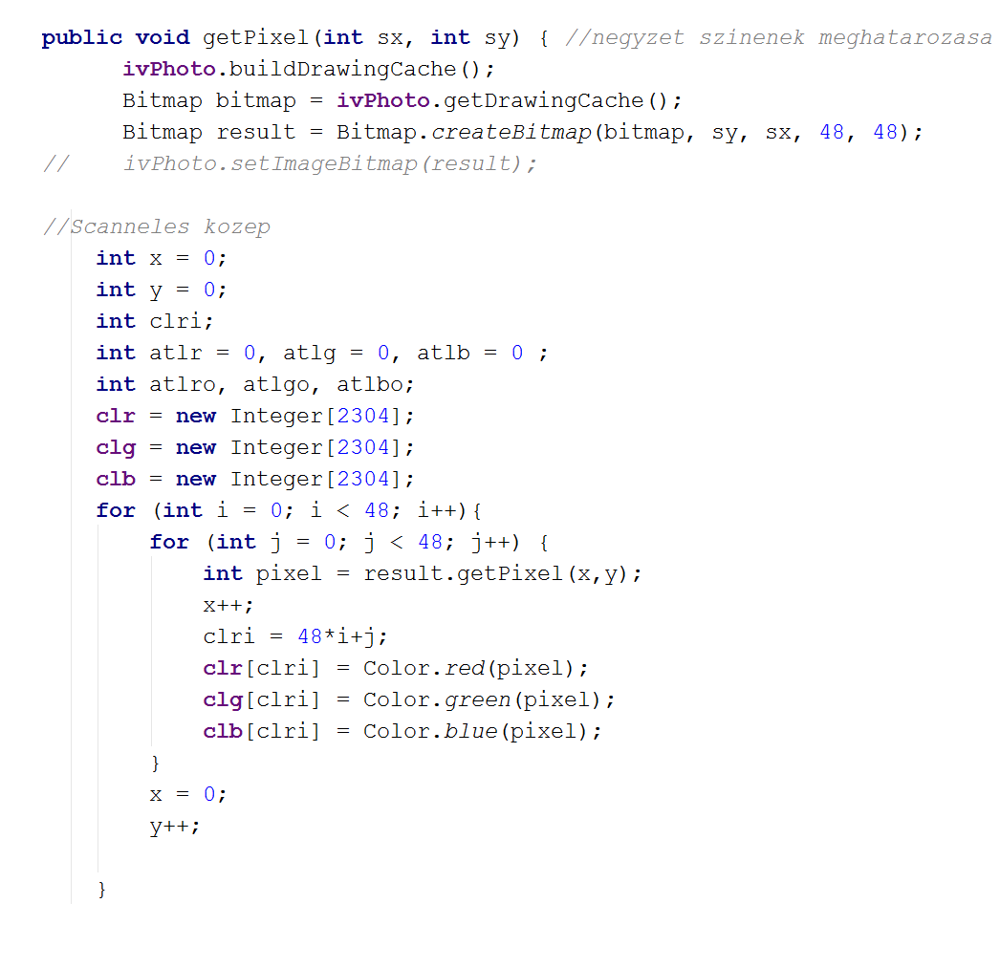 public void getPixel(int sx, int sy) { //negyzet szinenek meghatarozasa
ivPhoto.buildDrawingCache();
Bitmap bitmap = ivPhoto.getDrawingCache();
Bitmap result = Bitmap.createBitmap(bitmap, sy, sx, 48, 48);
// ivPhoto.setImageBitmap(result);
//Scanneles kozep
int x = 0;
int y = 0;
int clri;
int atlr = 0, atlg = 0, atlb = 0 ;
int atlro, atlgo, atlbo;
clr = new Integer[2304];
clg = new Integer[2304];
clb = new Integer[2304];
for (int i = 0; i < 48; i++){
for (int j = 0; j < 48; j++) {
int pixel = result.getPixel(x,y);
x++;
clri = 48*i+j;
clr[clri] = Color.red(pixel);
clg[clri] = Color.green(pixel);
clb[clri] = Color.blue(pixel);
}
x = 0;
y++;
}